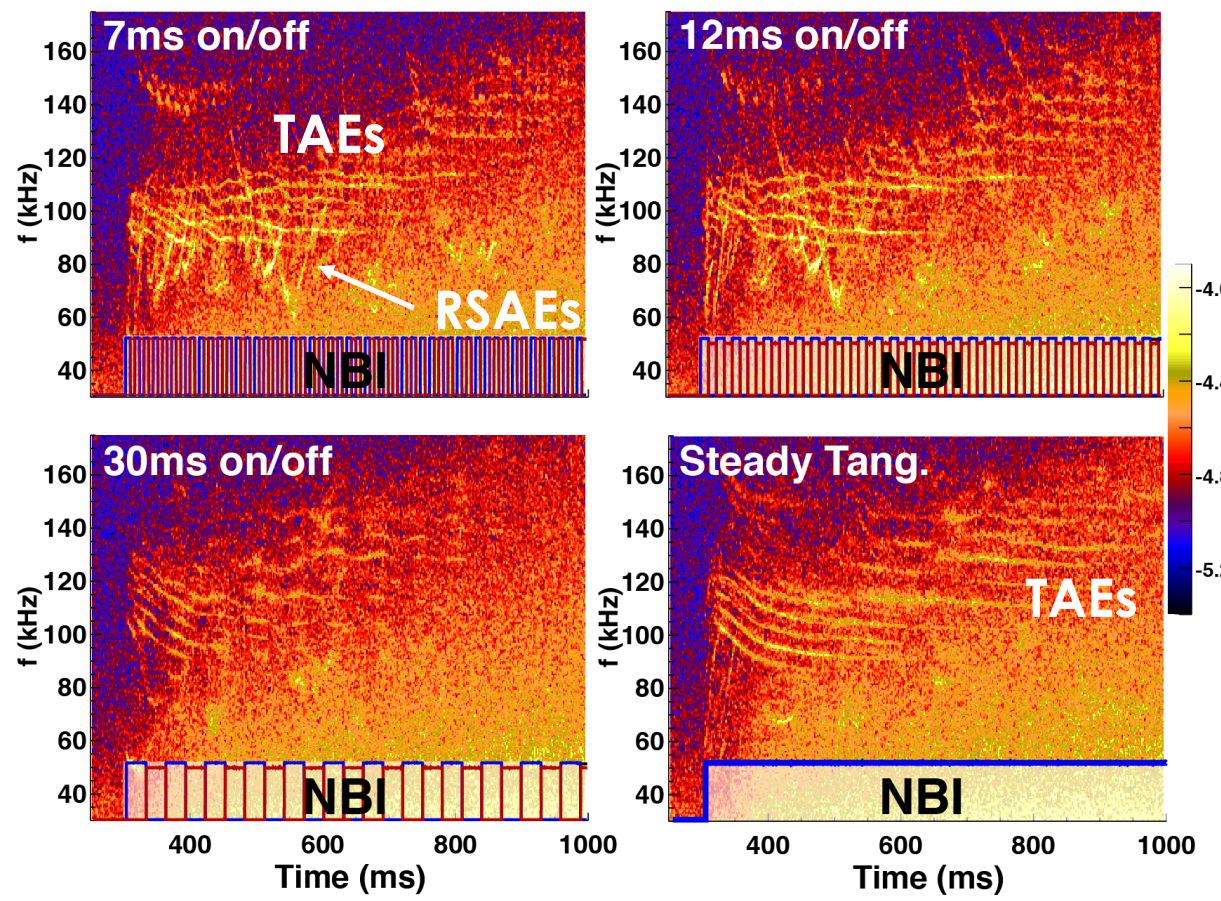 7ms on/off
12ms on/off
160
140
120
100
80
60
40
f (kHz)
TAEs
RSAEs
NBI
160
140
120
100
80
60
40
f (kHz)
NBI
-4.0
-4.4
-4.8
-5.2
30ms on/off
Steady Tang.
160
140
120
100
80
60
40
f (kHz)
NBI
400
600
800
1000
Time (ms)
160
140
120
100
80
60
40
f (kHz)
TAEs
NBI
400
600
800
1000
Time (ms)